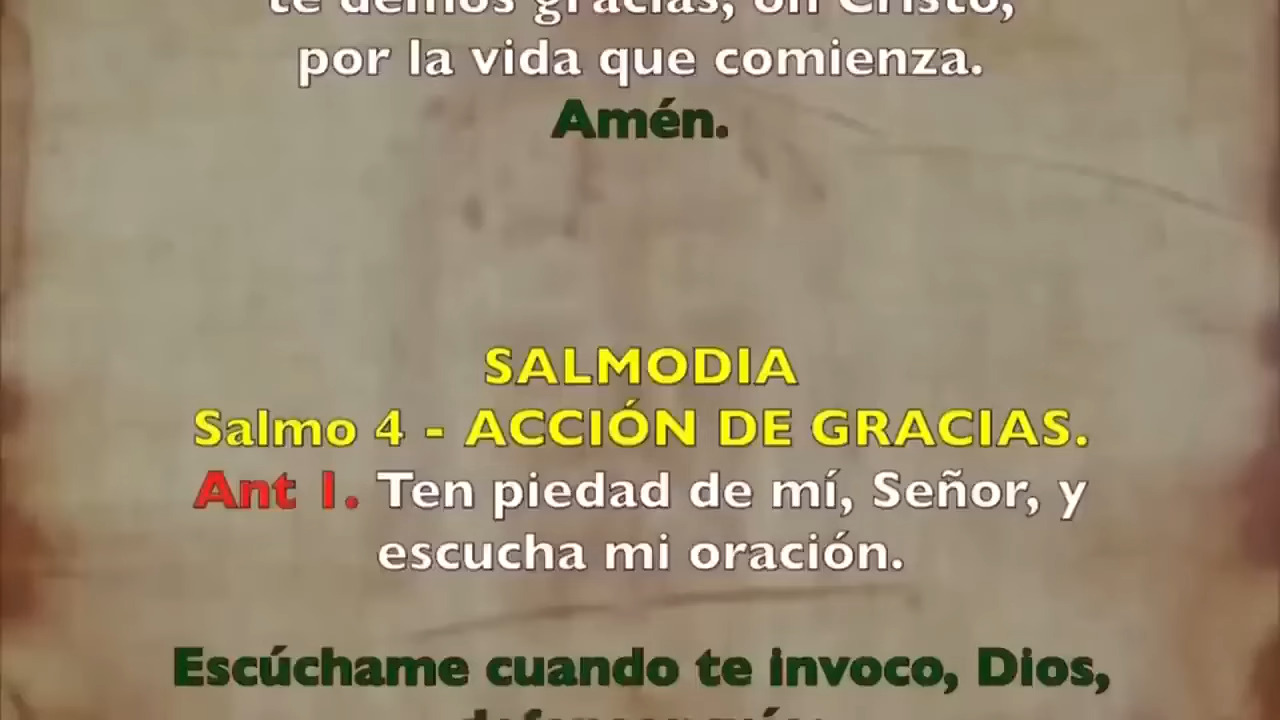 te demos gracias, oh Cristo,
por la vida que comienza.
Amén.
SALMODIA
Salmo 4 - ACCIÓN DE GRACIAS.
Ant 1. Ten piedad de mí, Señor, y
escucha mi oración.
Escúchame cuando te invoco, Dios,